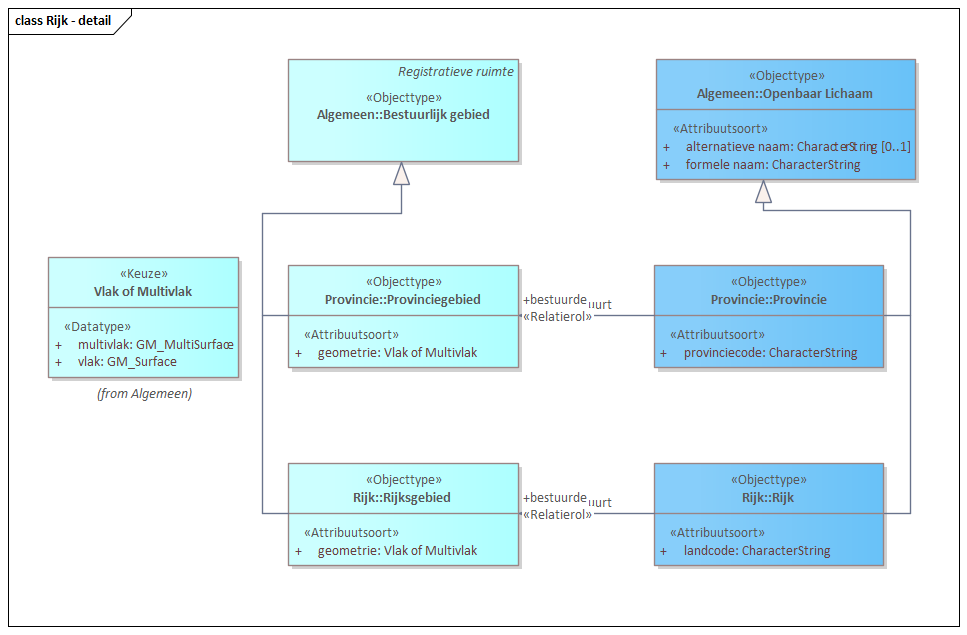 class Rijk - detail
Registratieve ruimte
«Objecttype»
Algemeen::Bestuurlijk gebied
«Objecttype»
Algemeen::Openbaar Lichaam
«Attribuutsoort»
+ alternatieve naam: CharacterString [0..1]
+ formele naam: CharacterString
«Keuze»
Vlak of Multivlak
«Datatype»
+ multivlak: GM_MultiSurface
+ vlak: GM_Surface
(from Algemeen)
«Objecttype»
Provincie::Provinciegebied
«Attribuutsoort»
+ geometrie: Vlak of Multivlak
+bestuurde
uurt
«Relatierol»
«Objecttype»
Provincie::Provincie
«Attribuutsoort»
+ provinciecode: CharacterString
«Objecttype»
Rijk::Rijksgebied
«Attribuutsoort»
+ geometrie: Vlak of Multivlak
+bestuurde
uurt
«Relatierol»
«Objecttype»
Rijk::Rijk
«Attribuutsoort»
+ landcode: CharacterString